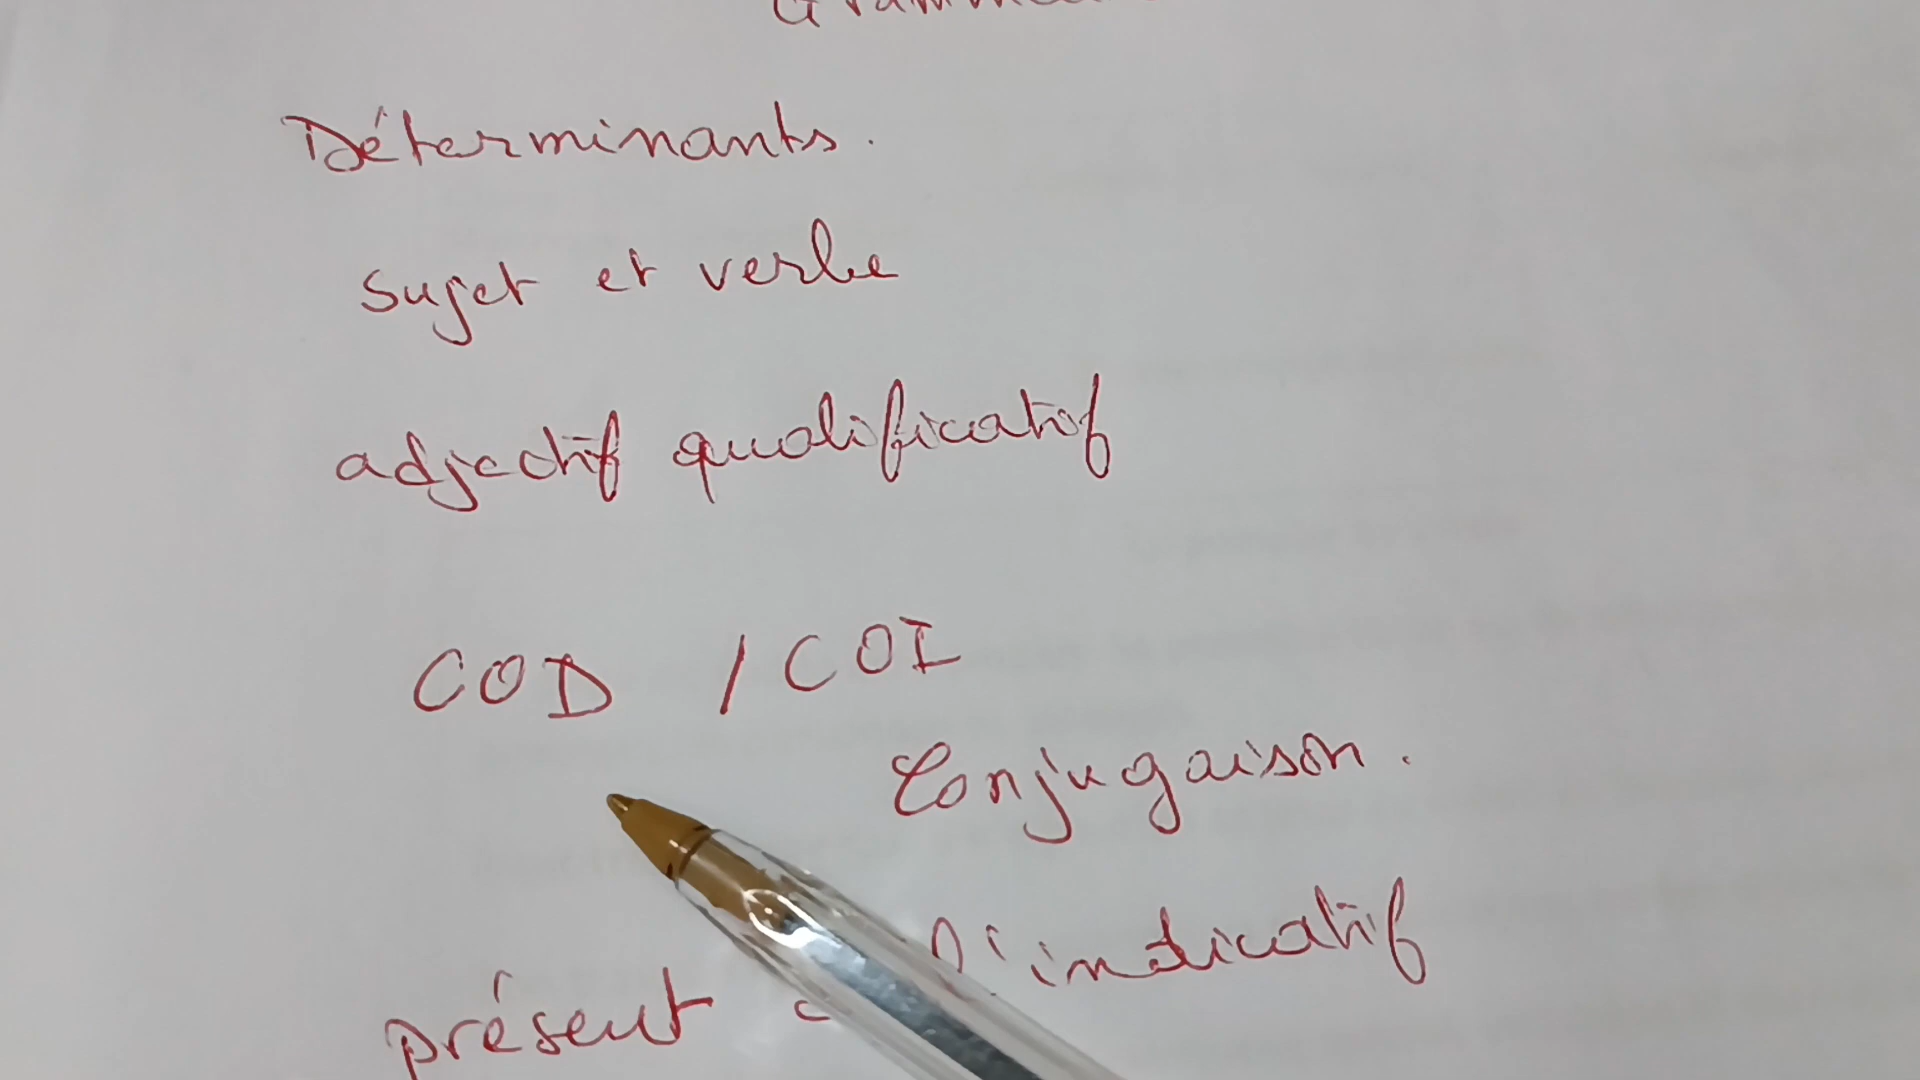 Déterminants.
sujet et verbe
adjectif qualificatif
COD / COI
Conjugaison.
présent l'indicatif